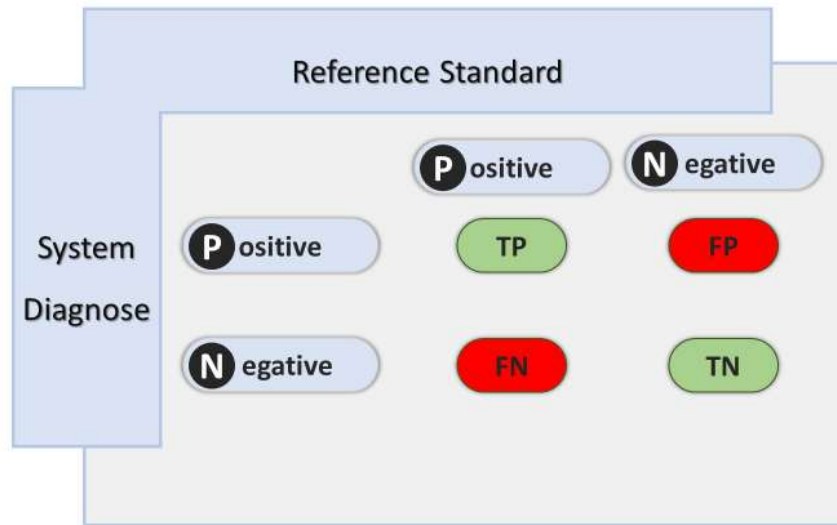 Reference Standard
Positive
Negative
System
Diagnose
Positive
TP
FP
Negative
FN
TN